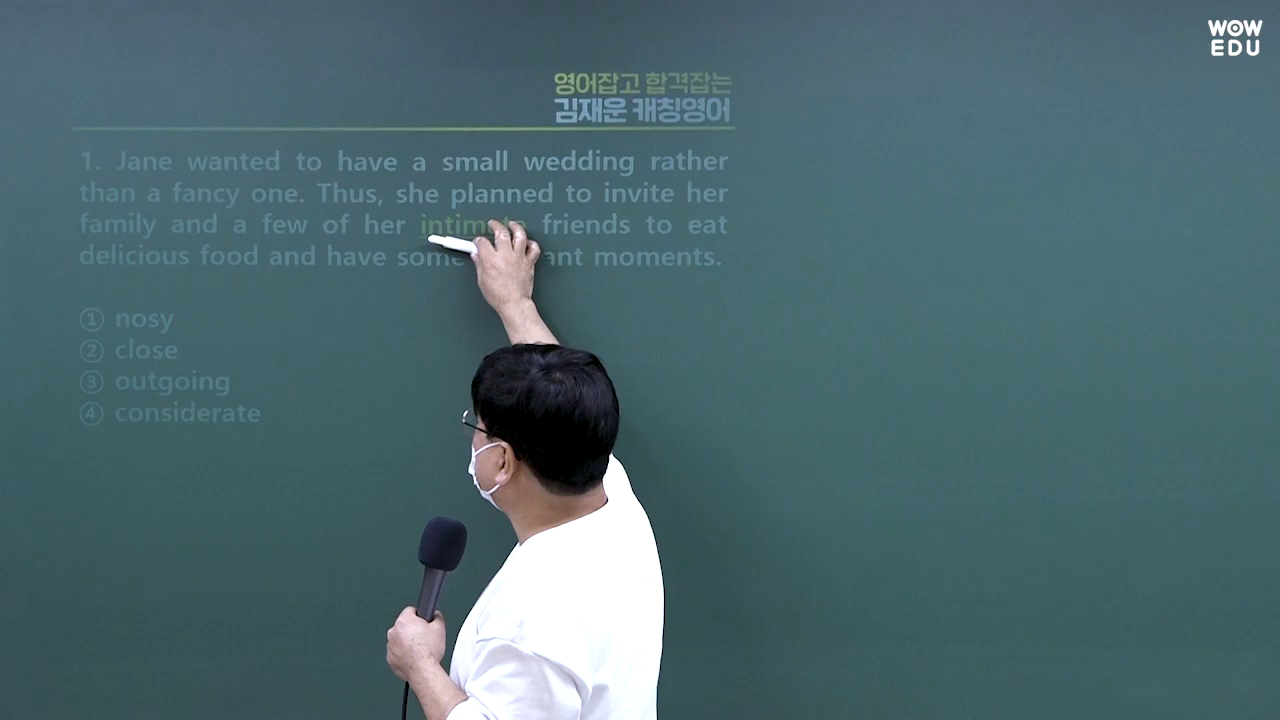 WOW
EDU
영어잡고 합격잡는
김재운 캐칭영어
1. Jane wanted to have a small wedding rather
than a fancy one. Thus, she planned to invite her
family and a few of her friends to eat
delicious food and have some moments.
① nosy
② close
③ outgoing
④ considerate